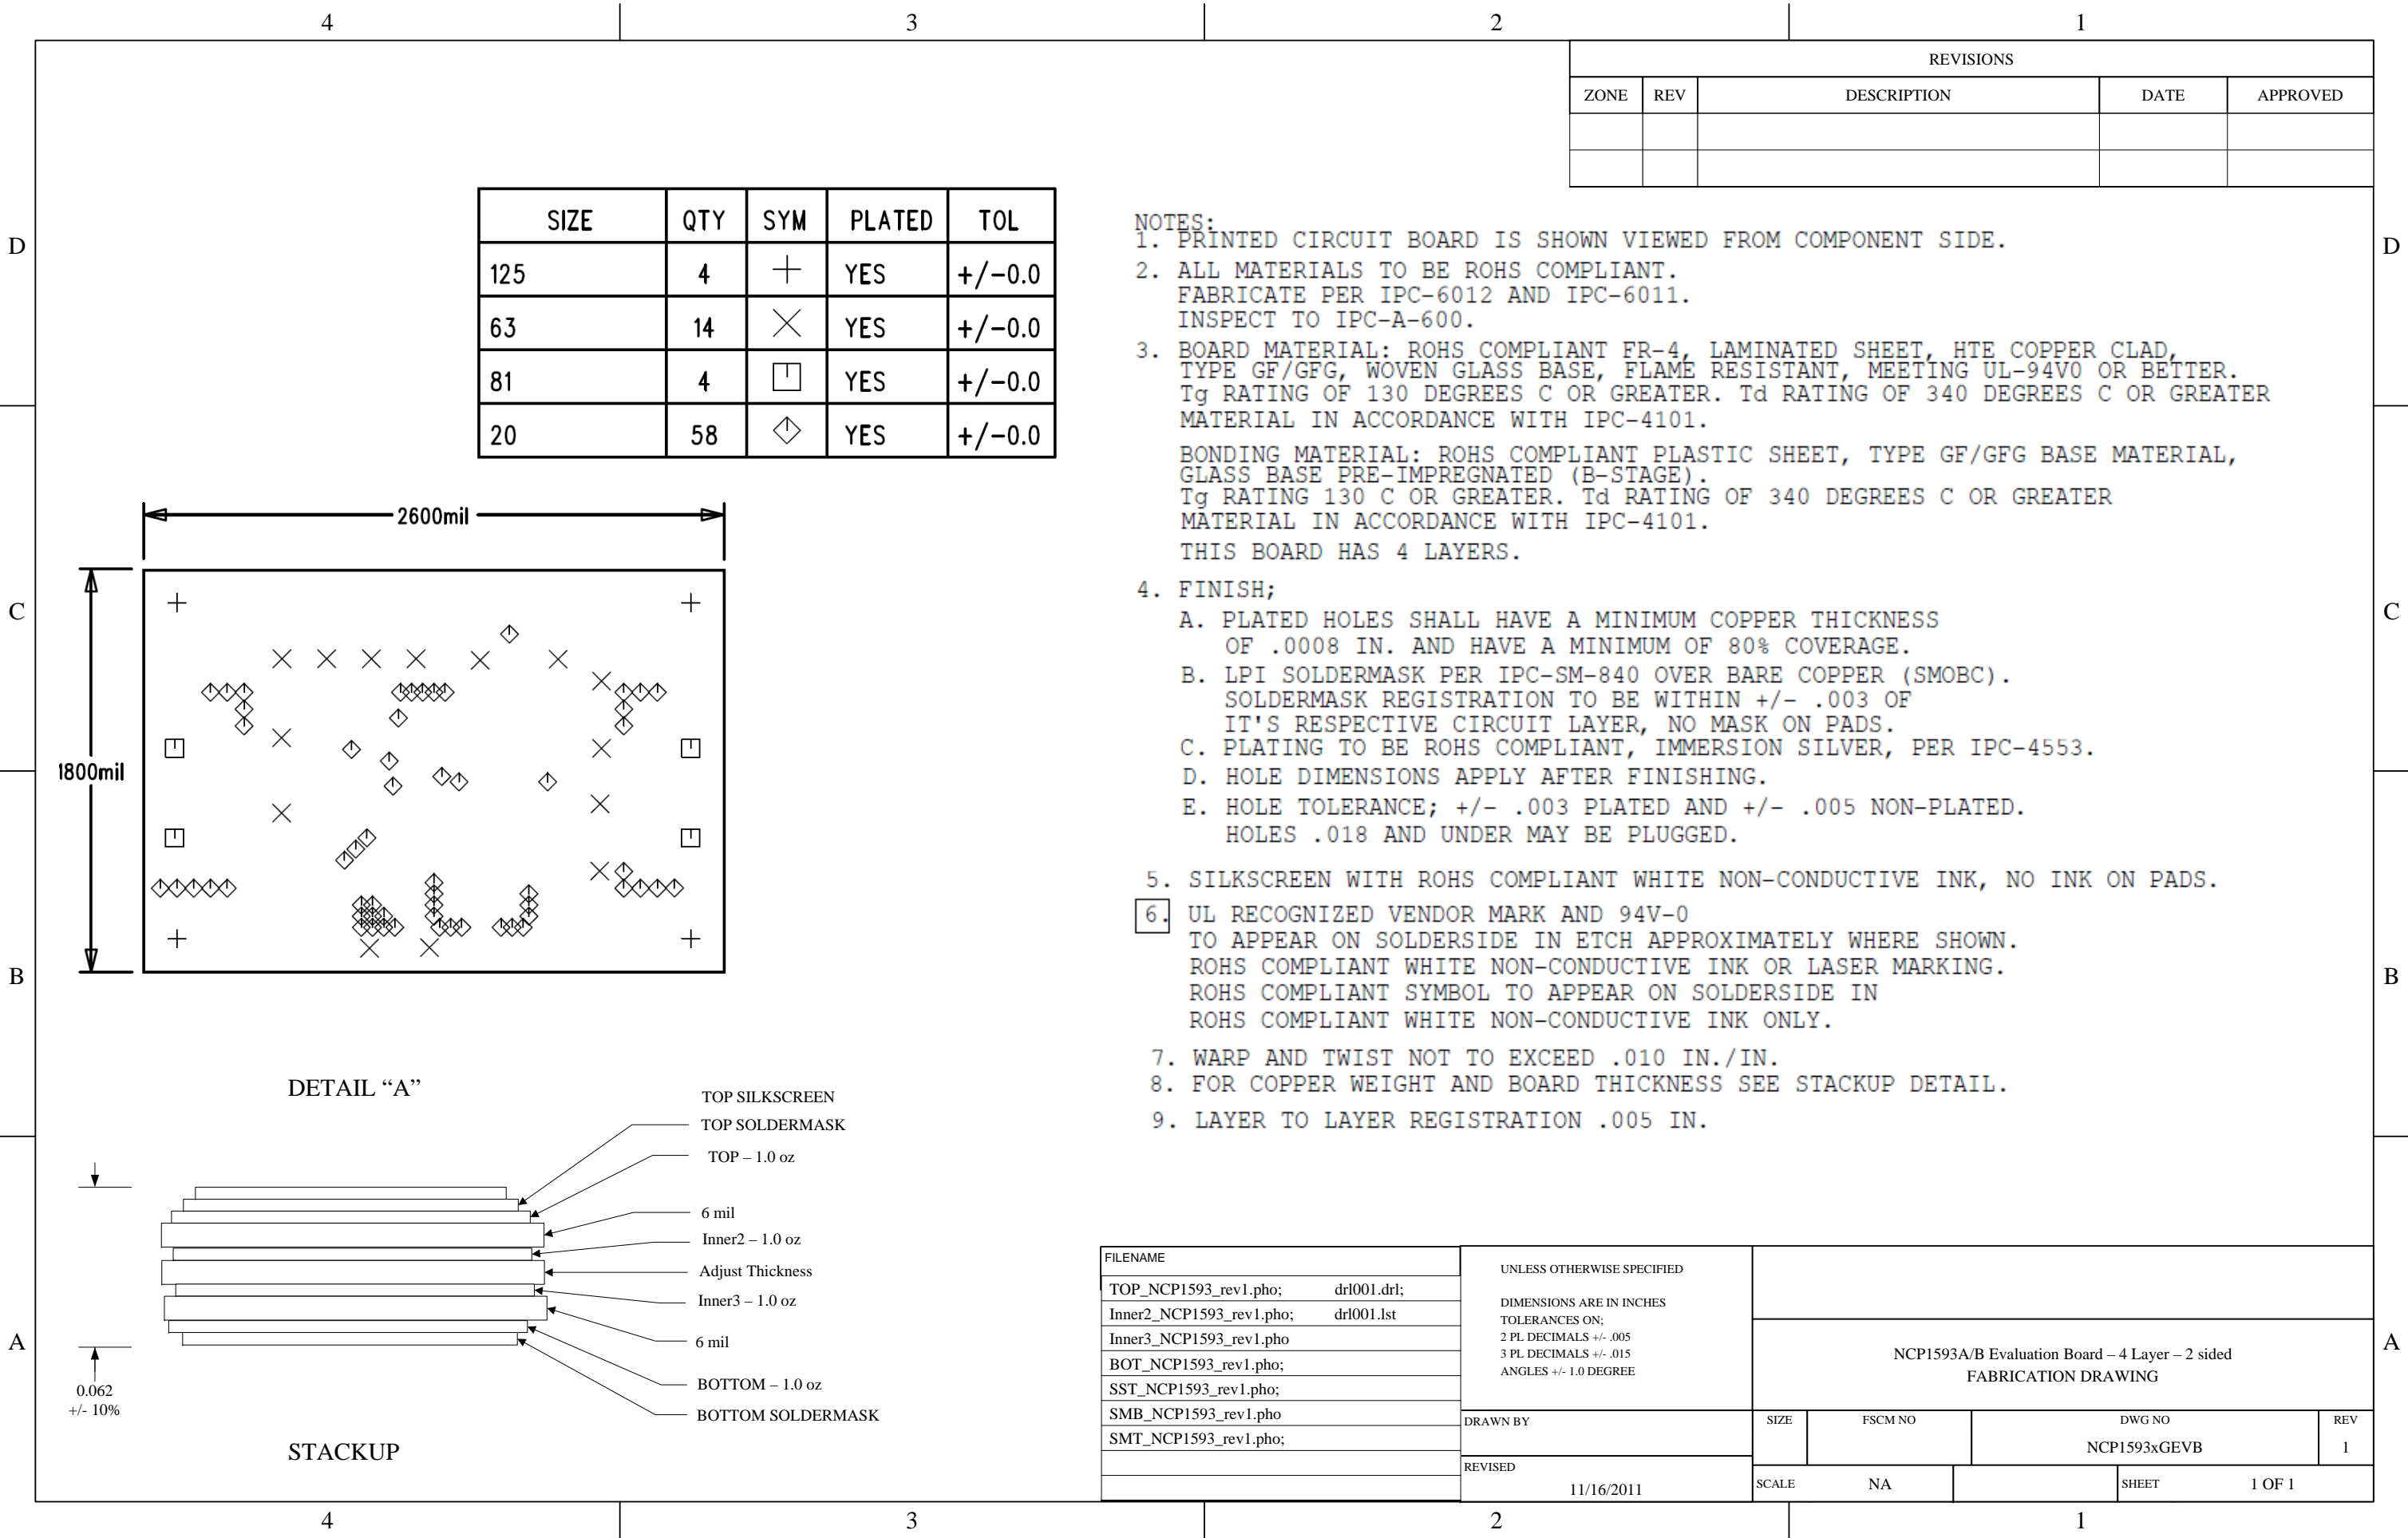 4 3 2 1
REVISIONS
ZONE REV DESCRIPTION DATE APPROVED
SIZE QTY SYM PLATED TOL
125 4 YES +/-0.0
63 14 YES +/-0.0
81 4 YES +/-0.0
20 58 YES +/-0.0
D D
C C
B B
A A
2600mil
1800mil
NOTES:
1. PRINTED CIRCUIT BOARD IS SHOWN VIEWED FROM COMPONENT SIDE.
2. ALL MATERIALS TO BE ROHS COMPLIANT.
FABRICATE PER IPC-6012 AND IPC-6011.
INSPECT TO IPC-A-600.
3. BOARD MATERIAL: ROHS COMPLIANT FR-4, LAMINATED SHEET, HTE COPPER CLAD,
TYPE GF/GFG, WOVEN GLASS BASE, FLAME RESISTANT, MEETING UL-94V0 OR BETTER.
Tg RATING OF 130 DEGREES C OR GREATER. Td RATING OF 340 DEGREES C OR GREATER
MATERIAL IN ACCORDANCE WITH IPC-4101.
BONDING MATERIAL: ROHS COMPLIANT PLASTIC SHEET, TYPE GF/GFG BASE MATERIAL,
GLASS BASE PRE-IMPREGNATED (B-STAGE).
Tg RATING 130 C OR GREATER. Td RATING OF 340 DEGREES C OR GREATER
MATERIAL IN ACCORDANCE WITH IPC-4101.
THIS BOARD HAS 4 LAYERS.
4. FINISH;
A. PLATED HOLES SHALL HAVE A MINIMUM COPPER THICKNESS
OF .0008 IN. AND HAVE A MINIMUM OF 80% COVERAGE.
B. LPI SOLDERMASK PER IPC-SM-840 OVER BARE COPPER (SMOBC).
SOLDERMASK REGISTRATION TO BE WITHIN +/- .003 OF
IT'S RESPECTIVE CIRCUIT LAYER, NO MASK ON PADS.
C. PLATING TO BE ROHS COMPLIANT, IMMERSION SILVER, PER IPC-4553.
D. HOLE DIMENSIONS APPLY AFTER FINISHING.
E. HOLE TOLERANCE; +/- .003 PLATED AND +/- .005 NON-PLATED.
HOLES .018 AND UNDER MAY BE PLUGGED.
5. SILKSCREEN WITH ROHS COMPLIANT WHITE NON-CONDUCTIVE INK, NO INK ON PADS.
6. UL RECOGNIZED VENDOR MARK AND 94V-0
TO APPEAR ON SOLDERSIDE IN ETCH APPROXIMATELY WHERE SHOWN.
ROHS COMPLIANT WHITE NON-CONDUCTIVE INK OR LASER MARKING.
ROHS COMPLIANT SYMBOL TO APPEAR ON SOLDERSIDE IN
ROHS COMPLIANT WHITE NON-CONDUCTIVE INK ONLY.
7. WARP AND TWIST NOT TO EXCEED .010 IN./IN.
8. FOR COPPER WEIGHT AND BOARD THICKNESS SEE STACKUP DETAIL.
9. LAYER TO LAYER REGISTRATION .005 IN.
DETAIL “A”
TOP SILKSCREEN
TOP SOLDERMASK
TOP – 1.0 oz
6 mil
Inner2 – 1.0 oz
Adjust Thickness
Inner3 – 1.0 oz
6 mil
BOTTOM – 1.0 oz
BOTTOM SOLDERMASK
0.062
+/- 10%
STACKUP
FILENAME
TOP_NCP1593_rev1.pho; drl001.drl;
Inner2_NCP1593_rev1.pho; drl001.lst
Inner3_NCP1593_rev1.pho
BOT_NCP1593_rev1.pho;
SST_NCP1593_rev1.pho;
SMB_NCP1593_rev1.pho
SMT_NCP1593_rev1.pho;
UNLESS OTHERWISE SPECIFIED
DIMENSIONS ARE IN INCHES
TOLERANCES ON;
2 PL DECIMALS +/- .005
3 PL DECIMALS +/- .015
ANGLES +/- 1.0 DEGREE
DRAWN BY
REVISED
11/16/2011
NCP1593A/B Evaluation Board – 4 Layer – 2 sided
FABRICATION DRAWING
SIZE FSCM NO DWG NO REV
NCP1593xGEVB 1
SCALE NA SHEET 1 OF 1
4 3 2 1